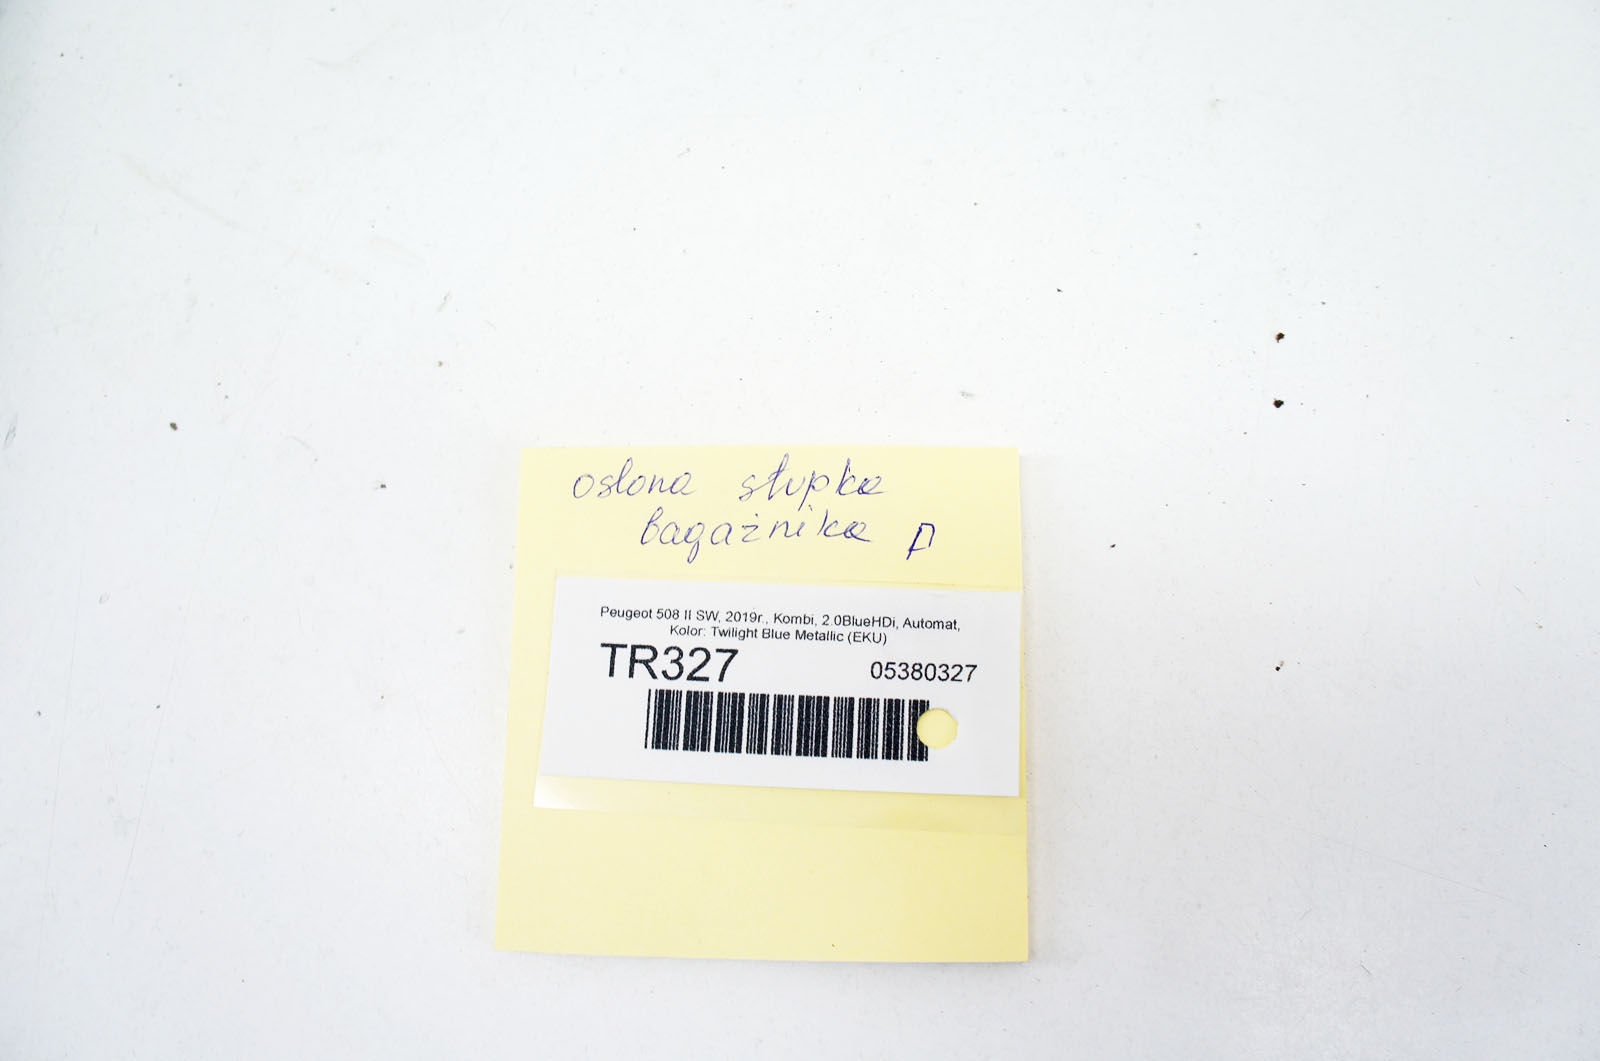 osłona słupka
bagażnika P
Peugeot 508 II SW, 2019r., Kombi, 2.0BlueHDi, Automat,
Kolor: Twilight Blue Metallic (EKU)
TR327 05380327